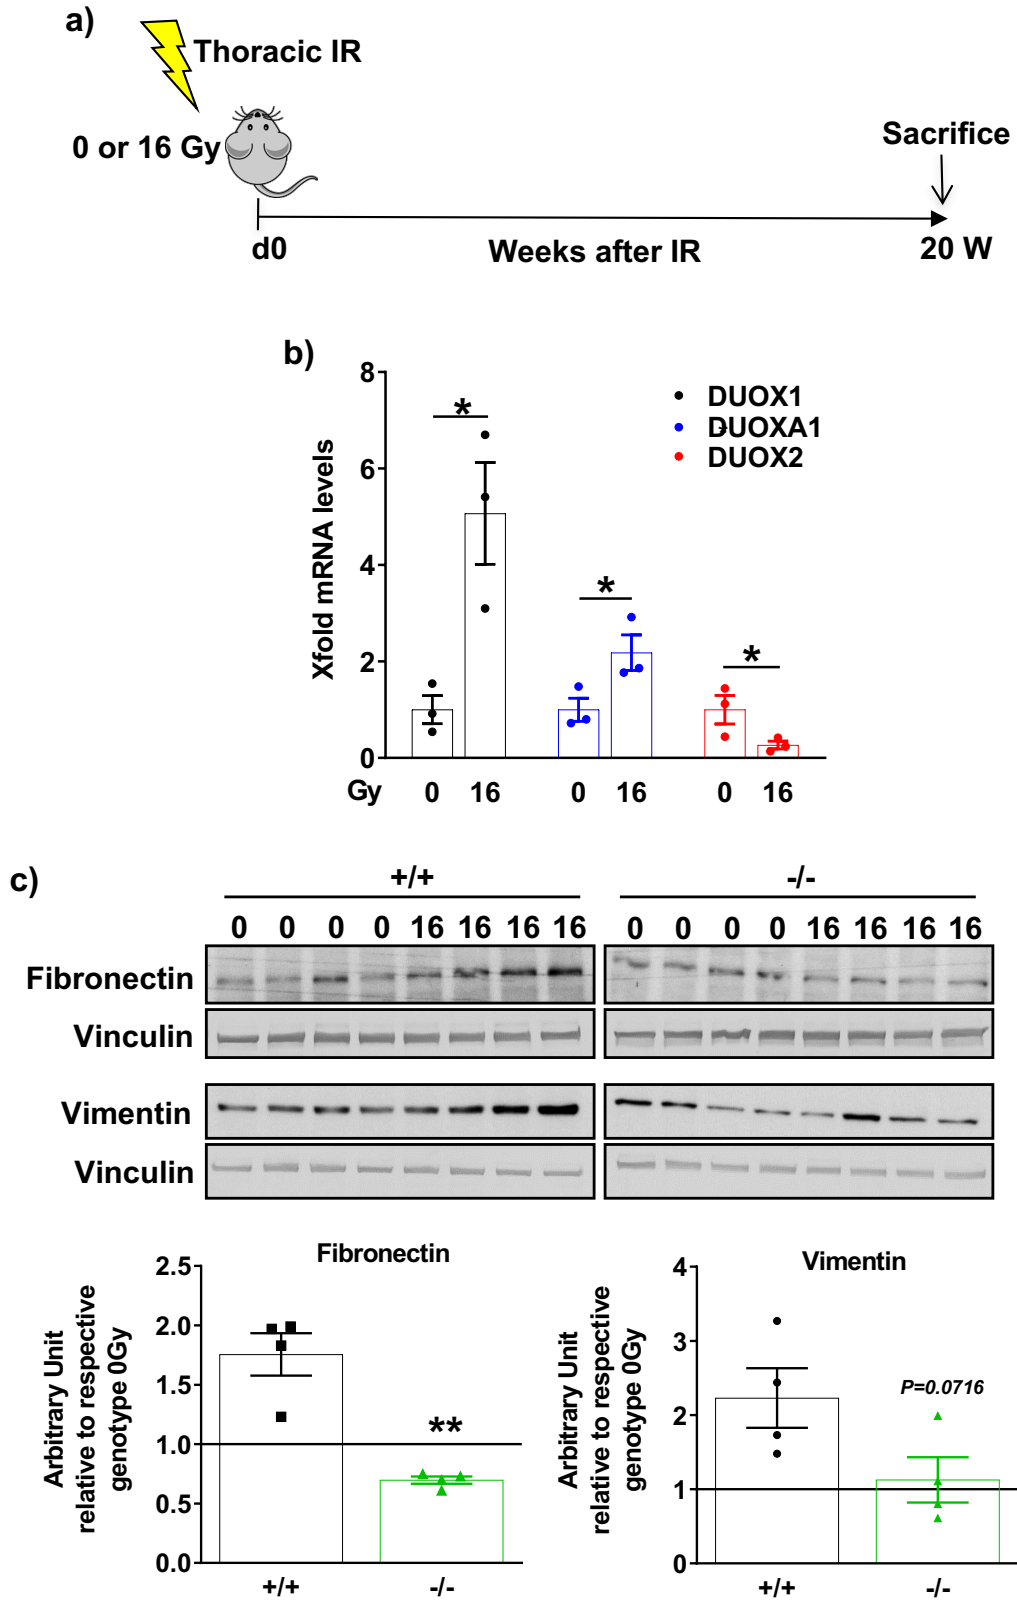 a)
Thoracic IR
0 or 16 Gy
Sacrifice
d0
Weeks after IR
20 W
b)
Xfold mRNA levels
8
6
4
2
0
* * *
DUOX1
DUOXA1
DUOX2
Gy 0 16 0 16 0 16
c)
+/+ -/-
0 0 0 0 16 16 16 16 0 0 0 0 16 16 16 16
Fibronectin
Vinculin
Vimentin
Vinculin
Fibronectin
Arbitrary Unit
relative to respective
genotype 0Gy
2.5
2.0
1.5
1.0
0.5
0.0
**
+/+ -/-
Vimentin
Arbitrary Unit
relative to respective
genotype 0Gy
4
3
2
1
0
P=0.0716
+/+ -/-